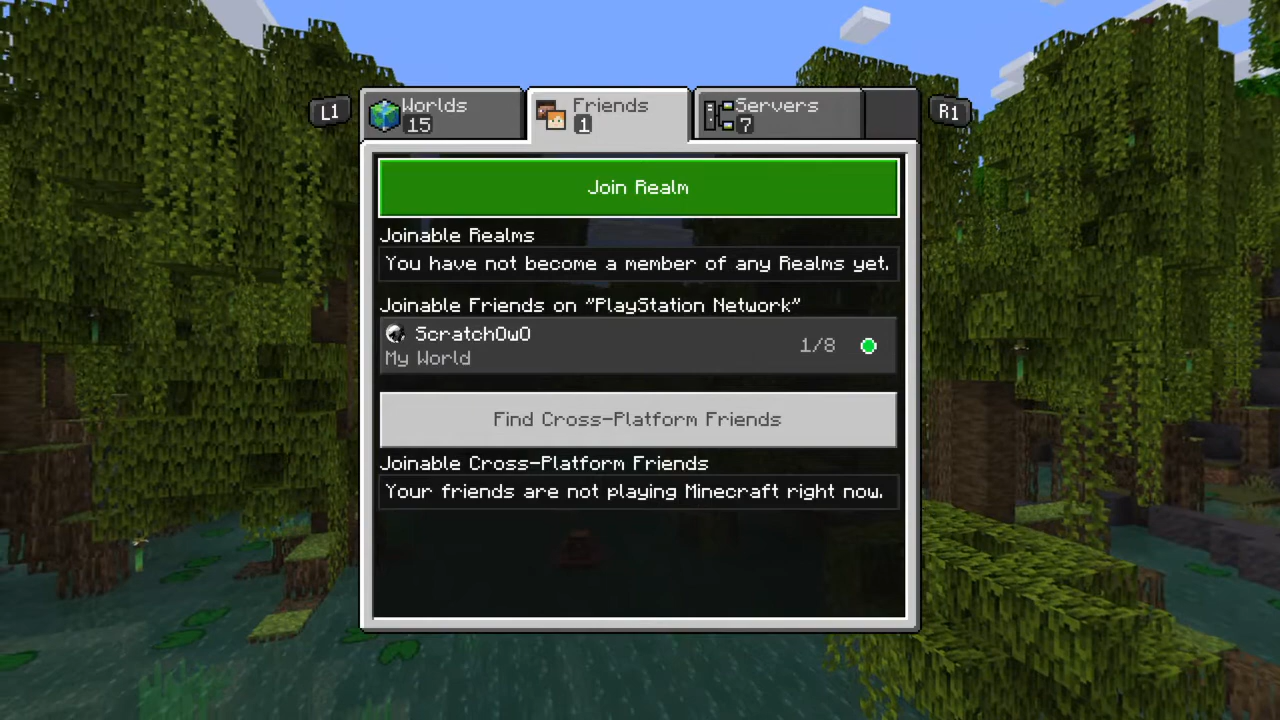 L1
Worlds
15
Friends
1
Servers
7
R1
Join Realm
Joinable Realms
You have not become a member of any Realms yet.
Joinable Friends on "PlayStation Network"
ScratchOwO
My World
1/8
Find Cross-Platform Friends
Joinable Cross-Platform Friends
Your friends are not playing Minecraft right now.